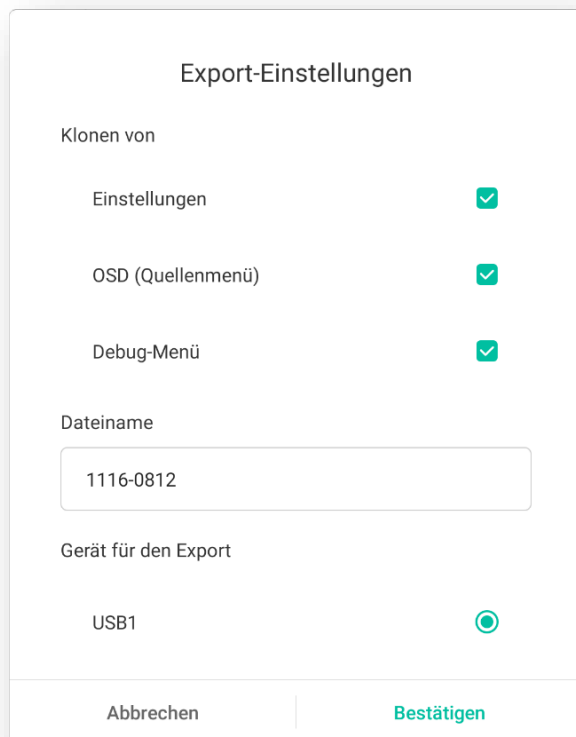 Export-Einstellungen
Klonen von
Einstellungen
OSD (Quellenmenü)
Debug-Menü
Dateiname
1116-0812
Gerät für den Export
USB1
Abbrechen
Bestätigen